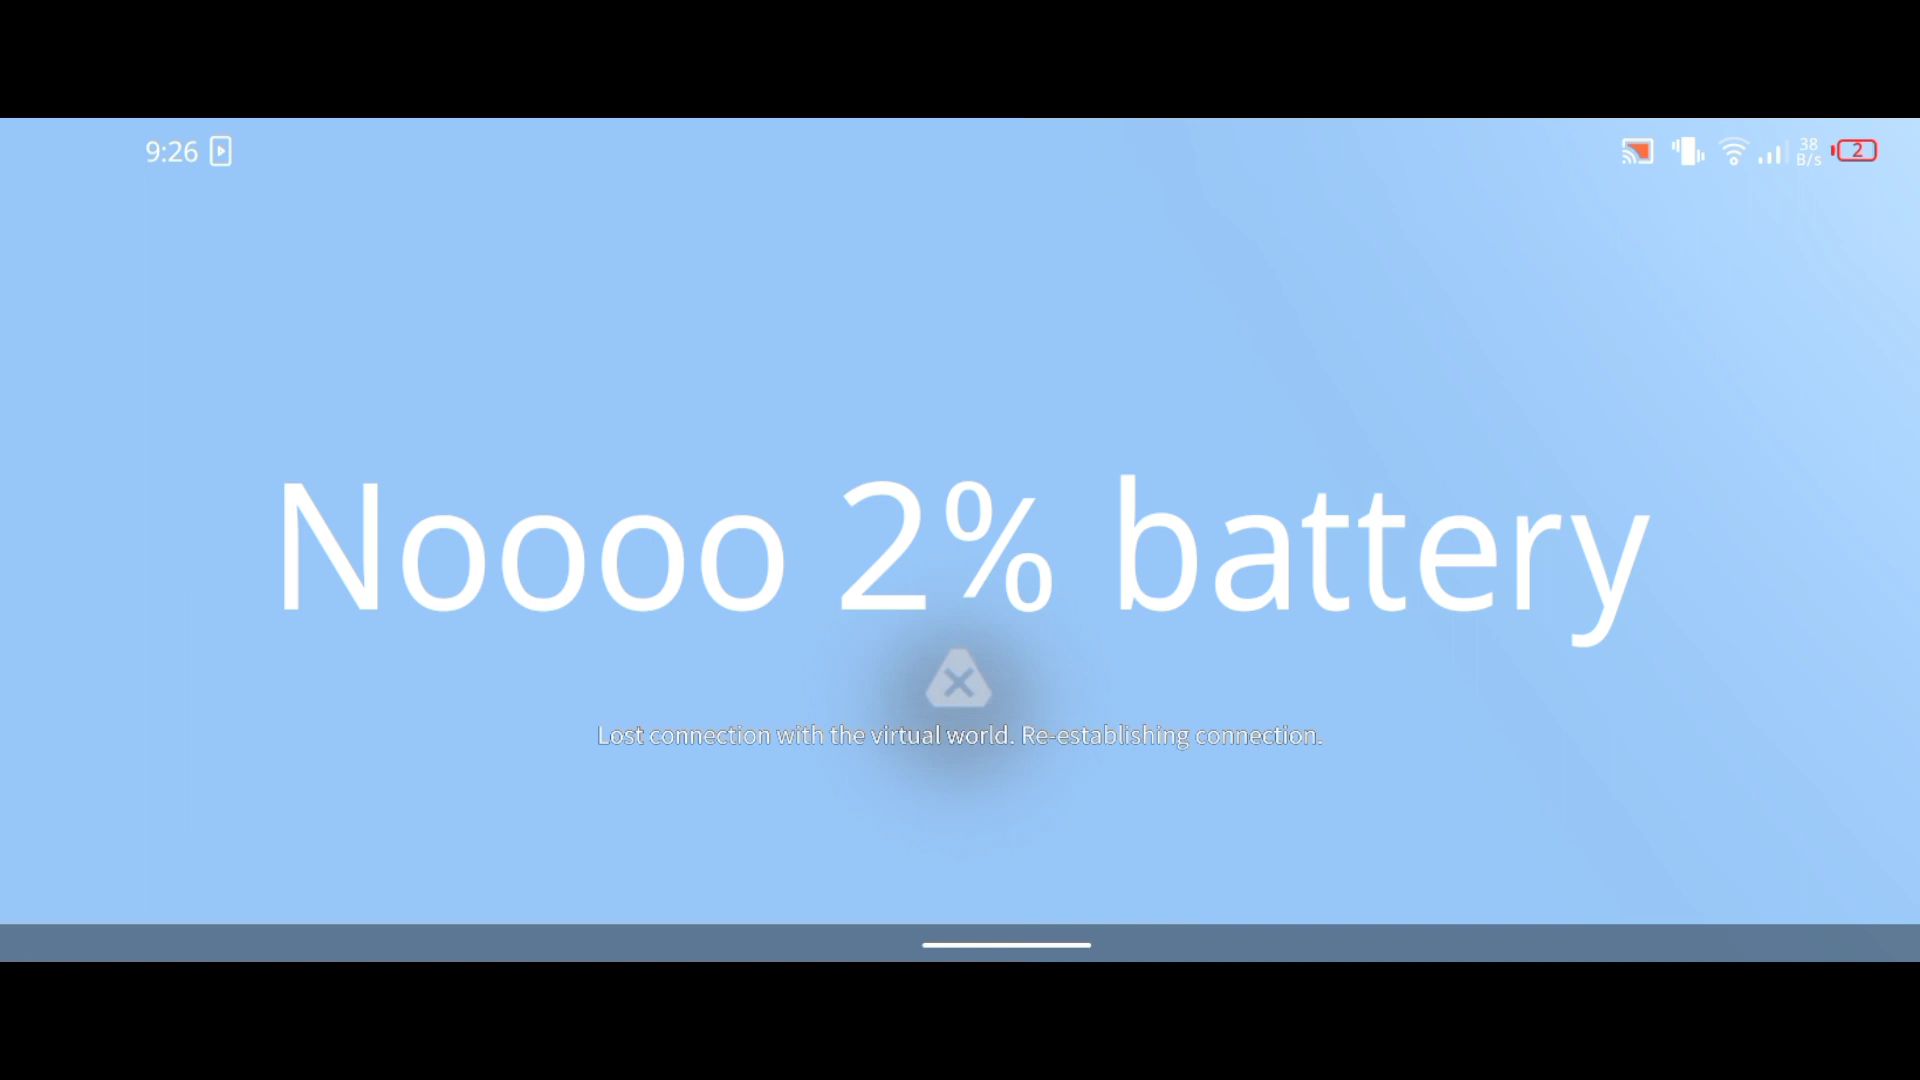 9:26
38
B/s
2
Noooo 2% battery
Lost connection with the virtual world. Re-establishing connection.